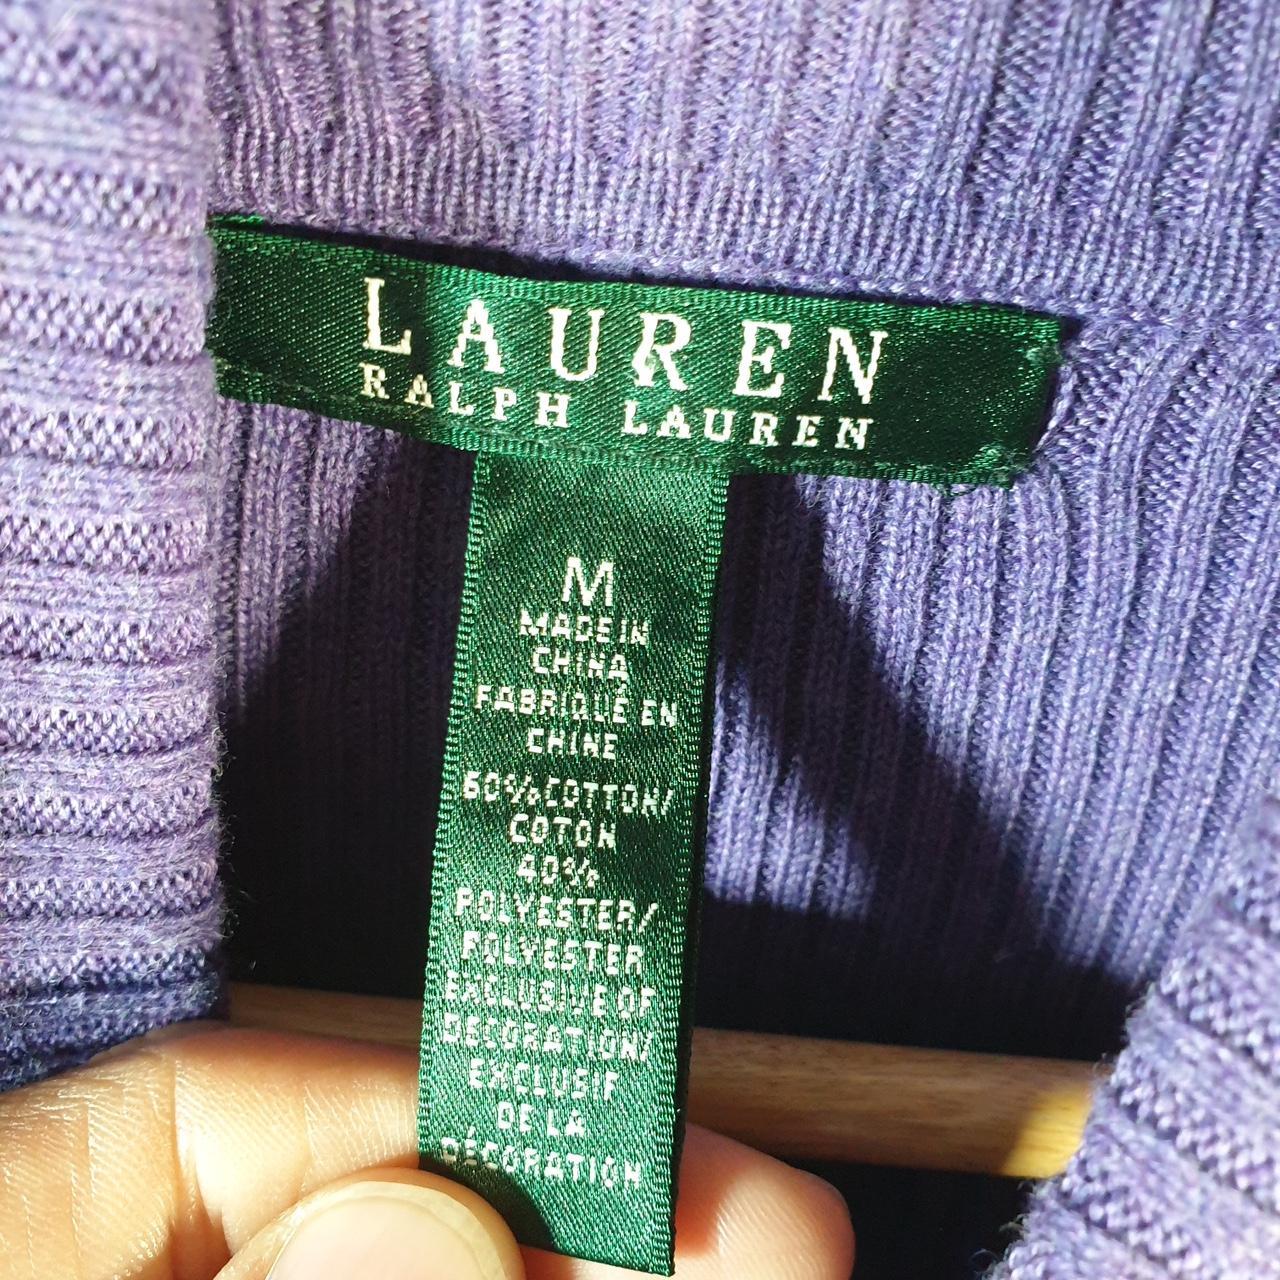 LAUREN
RALPH LAUREN
M
MADE IN
CHINA
FABRIQUÉ EN
CHINE
60% COTTON/
COTON
40%
POLYESTER/
POLYESTER
EXCLUSIVE OF
DECORATION/
EXCLUSIF
DE LA
DÉCORATION